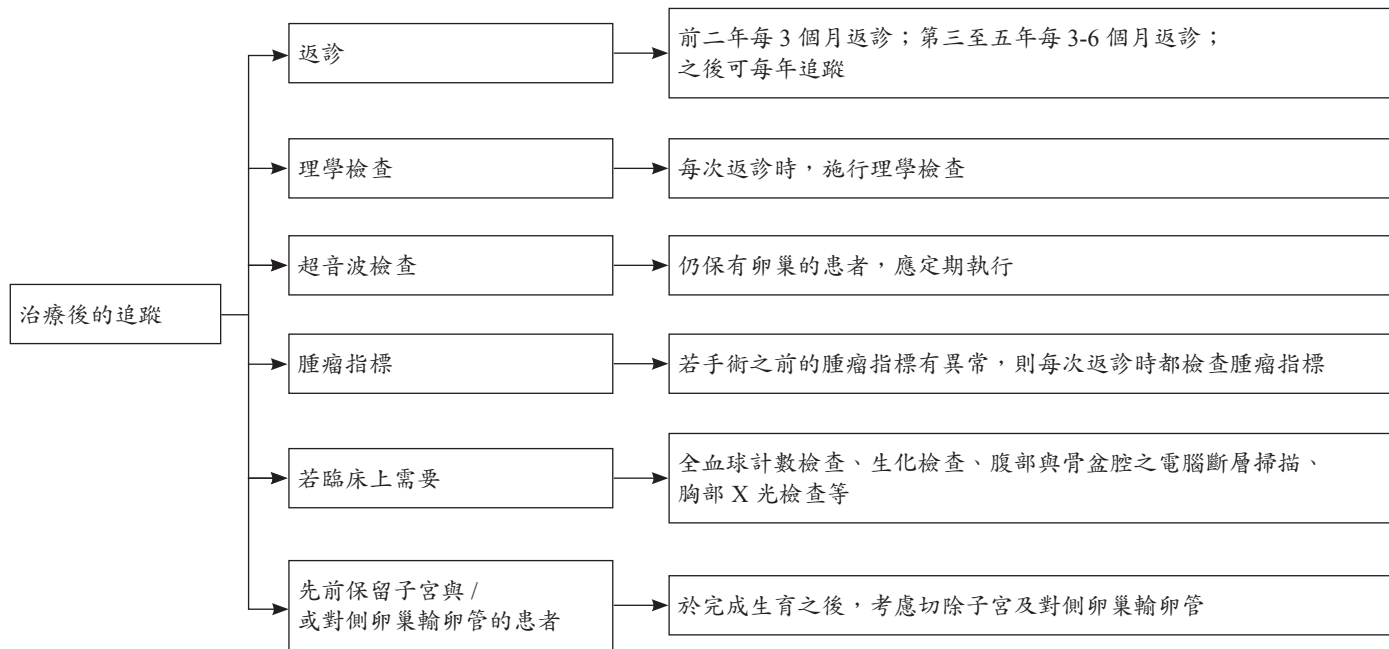 返診
前二年每 3 個月返診；第三至五年每 3-6 個月返診；
之後可每年追蹤
理學檢查
每次返診時，施行理學檢查
超音波檢查
仍保有卵巢的患者，應定期執行
治療後的追蹤
腫瘤指標
若手術之前的腫瘤指標有異常，則每次返診時都檢查腫瘤指標
若臨床上需要
全血球計數檢查、生化檢查、腹部與骨盆腔之電腦斷層掃描、
胸部 X 光檢查等
先前保留子宮與 /
或對側卵巢輸卵管的患者
於完成生育之後，考慮切除子宮及對側卵巢輸卵管